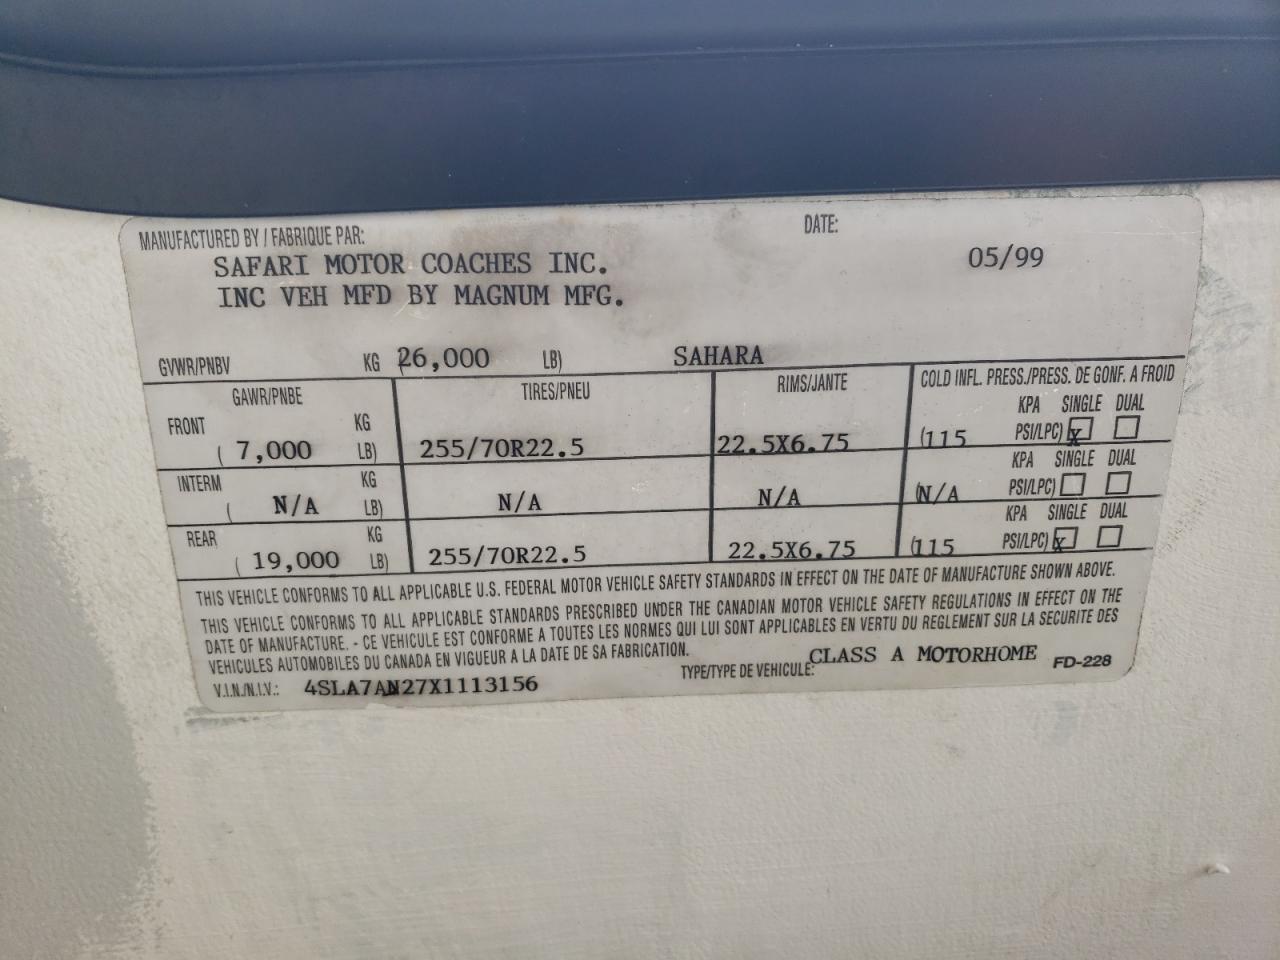 MANUFACTURED BY / FABRIQUE PAR: DATE:
SAFARI MOTOR COACHES INC. 05/99
INC VEH MFD BY MAGNUM MFG.
GVWR/PNBV KG (26,000 LB) SAHARA
GAWR/PNBE TIRES/PNEU RIMS/JANTE COLD INFL. PRESS./PRESS. DE GONF. A FROID
FRONT KG KPA SINGLE DUAL
( 7,000 LB) 255/70R22.5 22.5X6.75 (115 PSI/LPC) X
INTERM KG KPA SINGLE DUAL
( N/A LB) N/A N/A (N/A PSI/LPC)
REAR KG KPA SINGLE DUAL
( 19,000 LB) 255/70R22.5 22.5X6.75 (115 PSI/LPC) X
THIS VEHICLE CONFORMS TO ALL APPLICABLE U.S. FEDERAL MOTOR VEHICLE SAFETY STANDARDS IN EFFECT ON THE DATE OF MANUFACTURE SHOWN ABOVE.
THIS VEHICLE CONFORMS TO ALL APPLICABLE STANDARDS PRESCRIBED UNDER THE CANADIAN MOTOR VEHICLE SAFETY REGULATIONS IN EFFECT ON THE
DATE OF MANUFACTURE. - CE VEHICULE EST CONFORME A TOUTES LES NORMES QUI LUI SONT APPLICABLES EN VERTU DU REGLEMENT SUR LA SECURITE DES
VEHICULES AUTOMOBILES DU CANADA EN VIGUEUR A LA DATE DE SA FABRICATION.
V.I.N./N.I.V.: 4SLA7AN27X1113156 TYPE/TYPE DE VEHICULE: CLASS A MOTORHOME FD-228